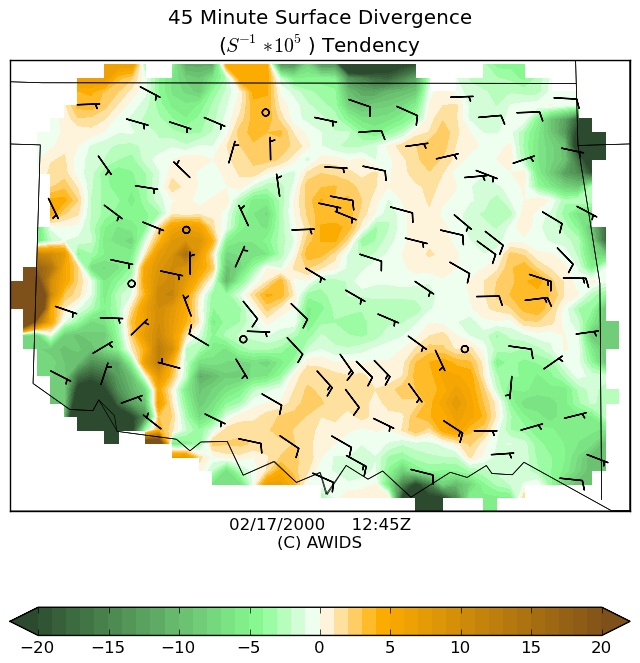 45 Minute Surface Divergence
(S⁻¹ *10⁵ ) Tendency
02/17/2000 12:45Z
(C) AWIDS
−20 −15 −10 −5 0 5 10 15 20